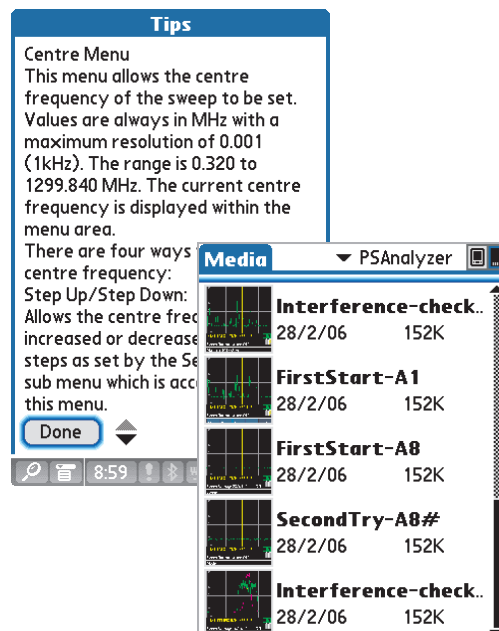 Tips
Centre Menu
This menu allows the centre
frequency of the sweep to be set.
Values are always in MHz with a
maximum resolution of 0.001
(1kHz). The range is 0.320 to
1299.840 MHz. The current centre
frequency is displayed within the
menu area.
There are four ways
centre frequency:
Step Up/Step Down:
Allows the centre freq
increased or decrease
steps as set by the Se
sub menu which is acc
this menu.
Done
8:59
Media
PSAnalyzer
Interference-check..
28/2/06 152K
FirstStart-A1
28/2/06 152K
FirstStart-A8
28/2/06 152K
SecondTry-A8#
28/2/06 152K
Interference-check..
28/2/06 152K